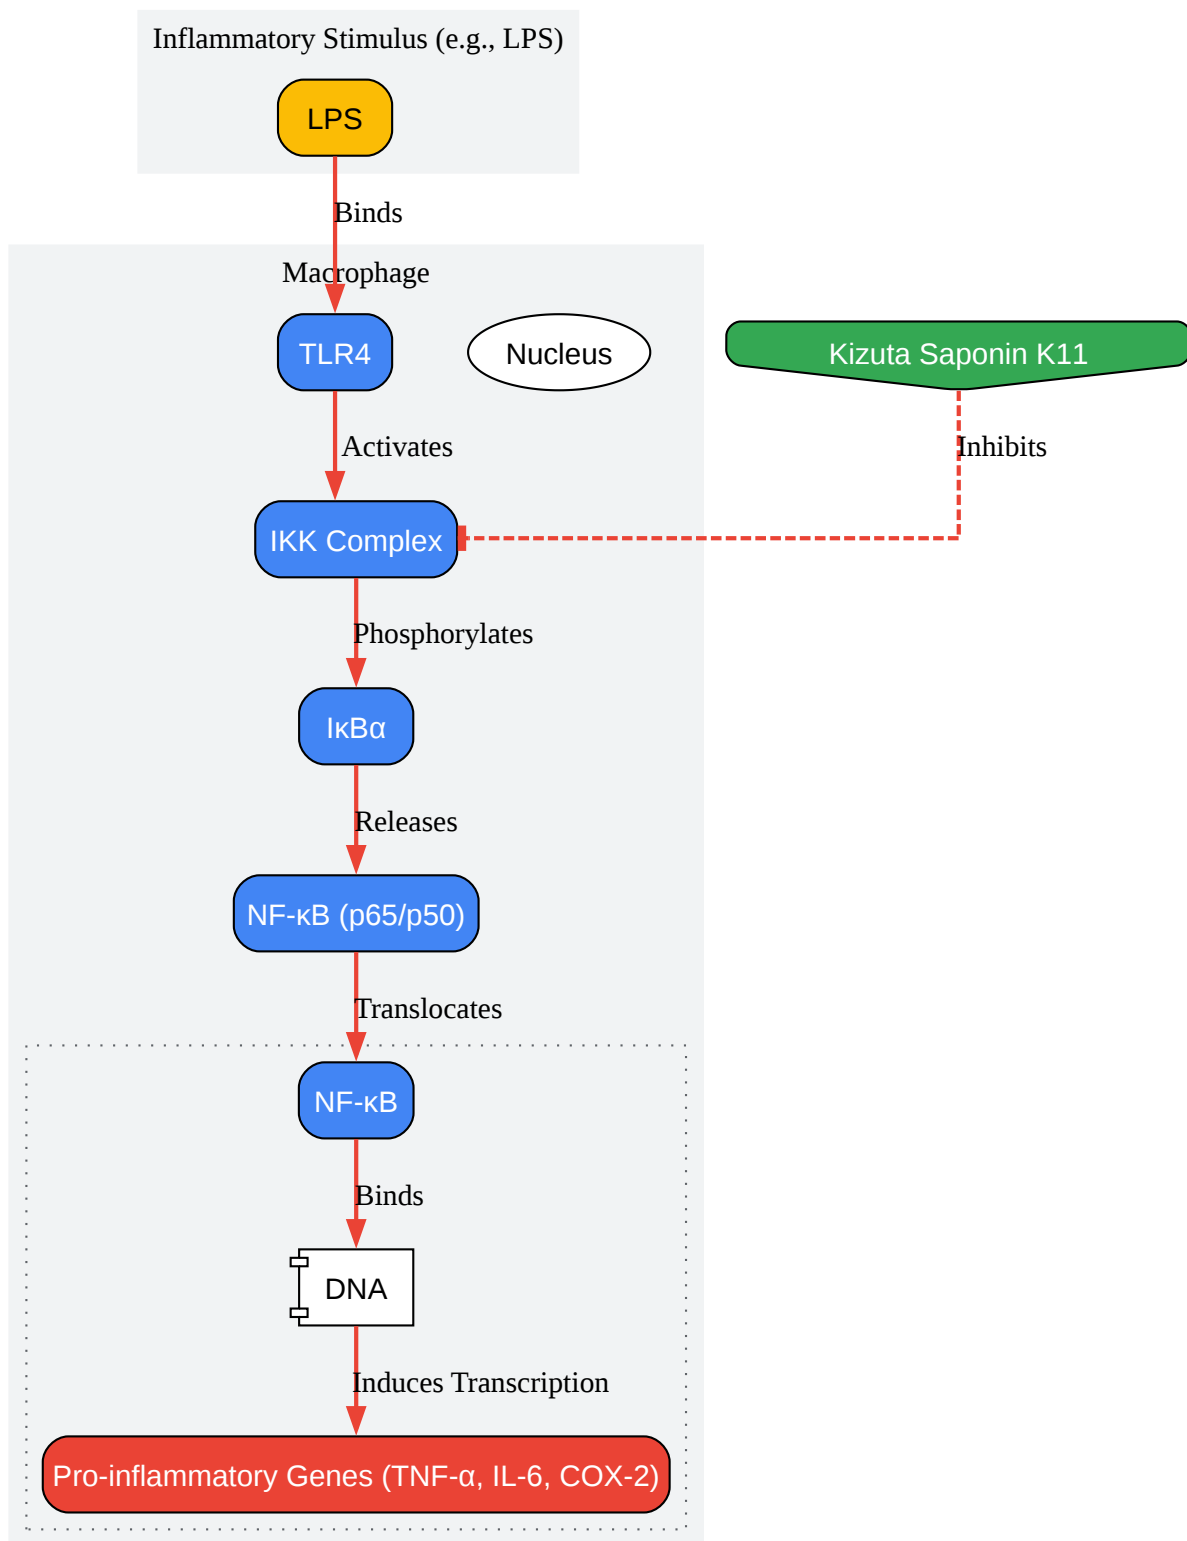 Inflammatory Stimulus (e.g., LPS)
LPS
Binds
Macrophage
TLR4
Nucleus
Kizuta Saponin K11
Activates
Inhibits
IKK Complex
Phosphorylates
IκBα
Releases
NF-κB (p65/p50)
Translocates
NF-κB
Binds
DNA
Induces Transcription
Pro-inflammatory Genes (TNF-α, IL-6, COX-2)